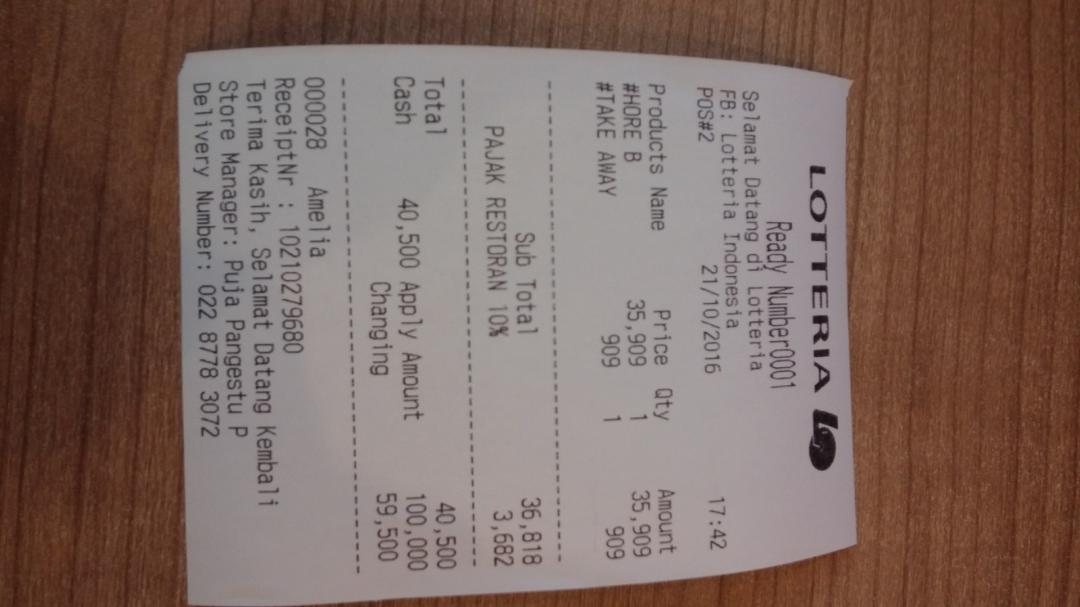 LOTTERIA
Ready Number0001
Selamat Datang di Lotteria
FB: Lotteria Indonesia
POS#2 21/10/2016 17:42
Products Name Price Qty Amount
#HORE B 35,909 1 35,909
#TAKE AWAY 909 1 909
Sub Total 36,818
PAJAK RESTORAN 10% 3,682
Total 40,500
Cash 40,500 Apply Amount 100,000
Changing 59,500
000028 Amelia
ReceiptNr : 10210279680
Terima Kasih, Selamat Datang Kembali
Store Manager: Puja Pangestu P
Delivery Number: 022 8778 3072